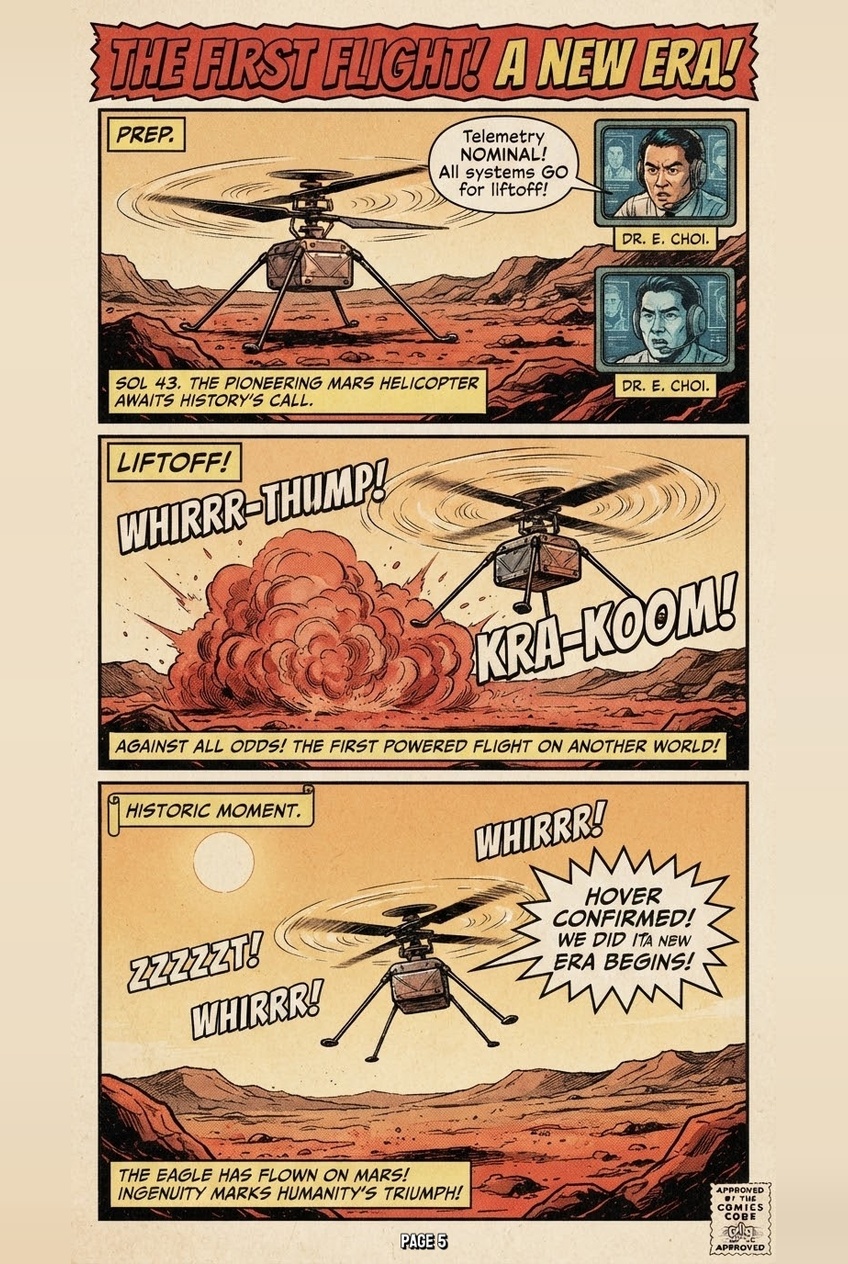 THE FIRST FLIGHT! A NEW ERA!
PREP.
Telemetry
NOMINAL!
All systems GO
for liftoff!
DR. E. CHOI.
DR. E. CHOI.
SOL 43. THE PIONEERING MARS HELICOPTER
AWAITS HISTORY'S CALL.
LIFTOFF!
WHIRRR-THUMP!
KRA-KOOM!
AGAINST ALL ODDS! THE FIRST POWERED FLIGHT ON ANOTHER WORLD!
HISTORIC MOMENT.
WHIRRR!
HOVER
CONFIRMED!
WE DID ITA NEW
ERA BEGINS!
ZZZZZT!
WHIRRR!
THE EAGLE HAS FLOWN ON MARS!
INGENUITY MARKS HUMANITY'S TRIUMPH!
APPROVED
THE
COMICS
APPROVED
PAGE 5